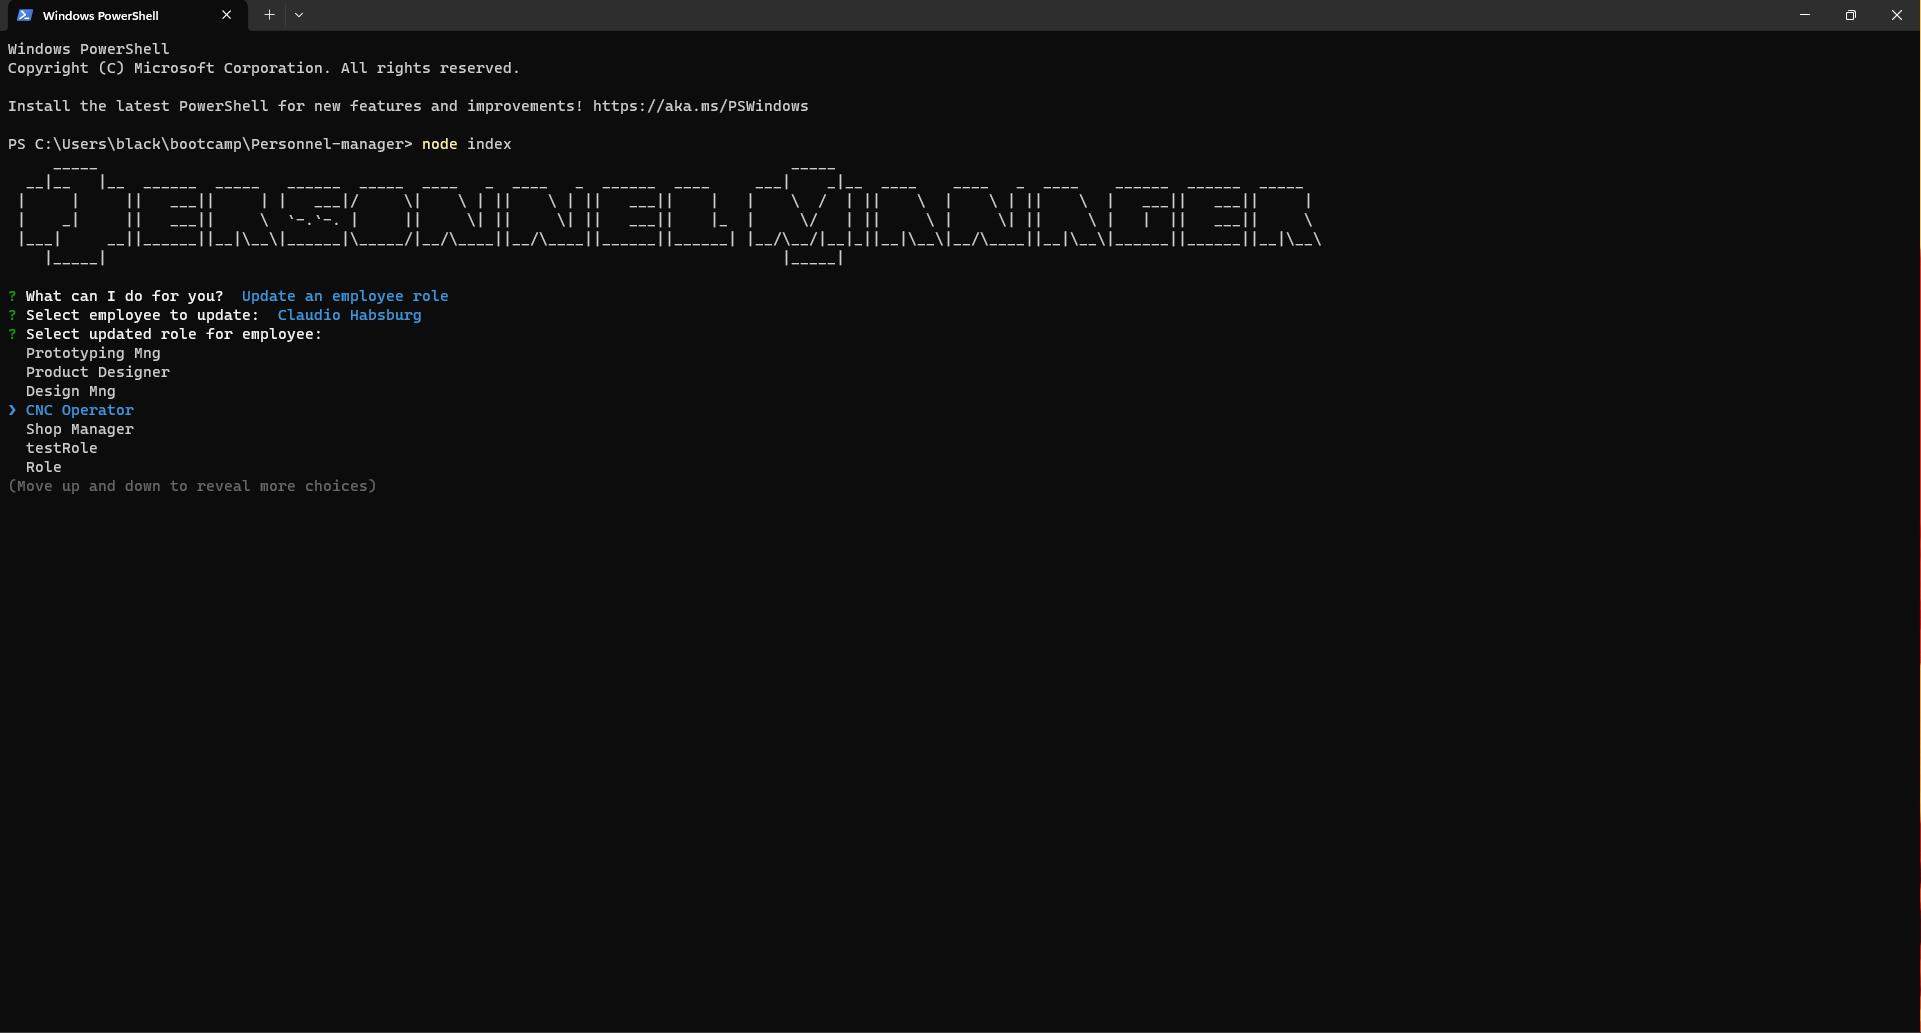 Windows PowerShell
Windows PowerShell
Copyright (C) Microsoft Corporation. All rights reserved.
Install the latest PowerShell for new features and improvements! https://aka.ms/PSWindows
PS C:\Users\black\bootcamp\Personnel-manager> node index
PERSONNEL MANAGER
? What can I do for you?  Update an employee role
? Select employee to update:  Claudio Habsburg
? Select updated role for employee:
Prototyping Mng
Product Designer
Design Mng
❯ CNC Operator
Shop Manager
testRole
Role
(Move up and down to reveal more choices)